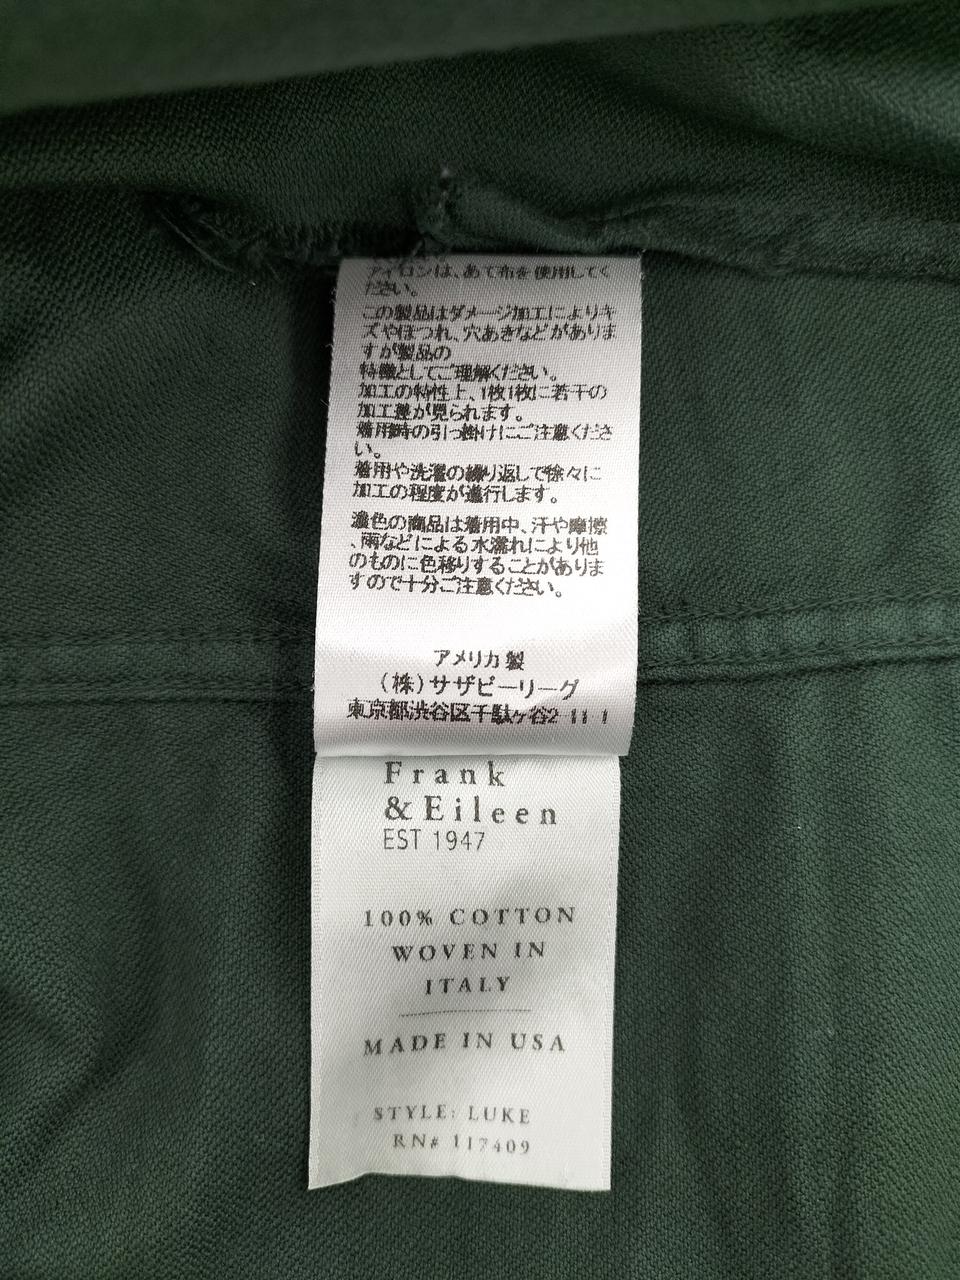 アイロンは、あて布を使用してく
ださい。
この製品はダメージ加工によりキ
ズやほつれ、穴あきなどがありま
すが製品の
特徴としてご理解ください。
加工の特性上、1枚1枚に若干の
加工差が見られます。
着用時の引っ掛けにご注意くださ
い。
着用や洗濯の繰り返しで徐々に
加工の程度が進行します。
濃色の商品は着用中、汗や摩擦
、雨などによる水濡れにより他
のものに色移りすることがありま
すので十分ご注意ください。
アメリカ製
(株)サザビーリーグ
東京都渋谷区千駄ヶ谷2-11-1
Frank
&Eileen
EST 1947
100% COTTON
WOVEN IN
ITALY
MADE IN USA
STYLE: LUKE
RN# 117409